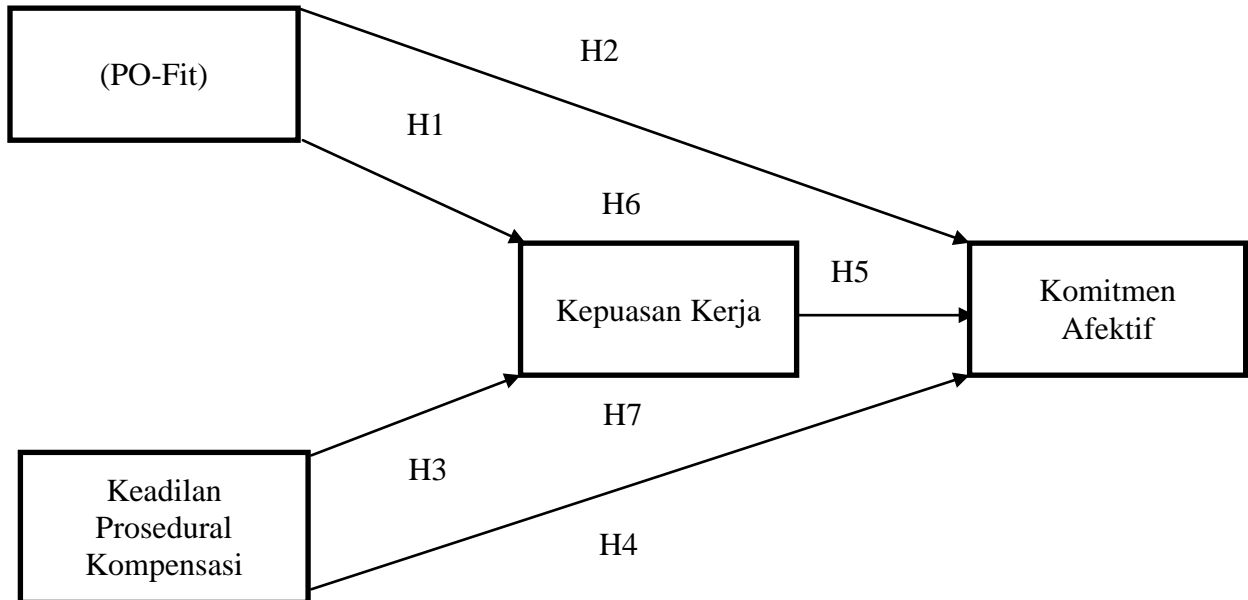 (PO-Fit)
H2
H1
H6
Kepuasan Kerja
H5
Komitmen
Afektif
H7
H3
Keadilan
Prosedural
Kompensasi
H4